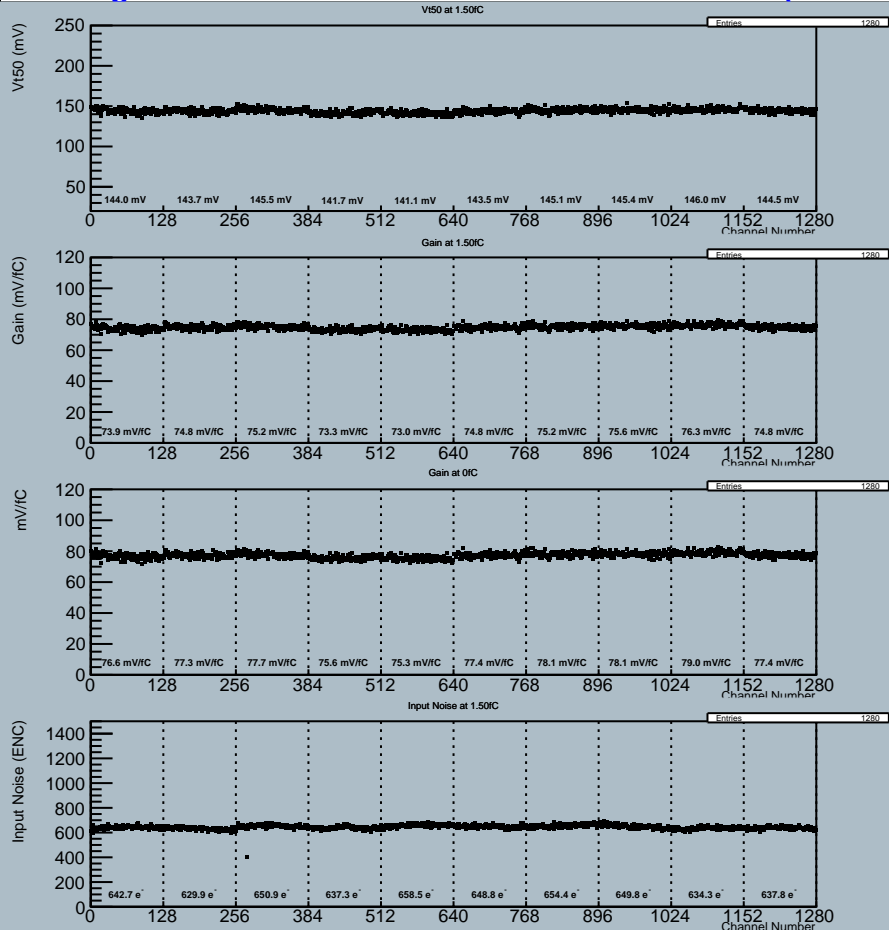 Vt50 at 1.50fC
Entries 1280
Vt50 (mV)
250
200
150
100
50
144.0 mV 143.7 mV 145.5 mV 141.7 mV 141.1 mV 143.5 mV 145.1 mV 145.4 mV 146.0 mV 144.5 mV
0 128 256 384 512 640 768 896 1024 1152 1280
Channel Number
Gain at 1.50fC
Entries 1280
Gain (mV/fC)
120
100
80
60
40
20
0
73.9 mV/fC 74.8 mV/fC 75.2 mV/fC 73.3 mV/fC 73.0 mV/fC 74.8 mV/fC 75.2 mV/fC 75.6 mV/fC 76.3 mV/fC 74.8 mV/fC
0 128 256 384 512 640 768 896 1024 1152 1280
Channel Number
Gain at 0fC
Entries 1280
mV/fC
120
100
80
60
40
20
0
76.6 mV/fC 77.3 mV/fC 77.7 mV/fC 75.6 mV/fC 75.3 mV/fC 77.4 mV/fC 78.1 mV/fC 78.1 mV/fC 79.0 mV/fC 77.4 mV/fC
0 128 256 384 512 640 768 896 1024 1152 1280
Channel Number
Input Noise at 1.50fC
Entries 1280
Input Noise (ENC)
1400
1200
1000
800
600
400
200
0
642.7 e⁻ 629.9 e⁻ 650.9 e⁻ 637.3 e⁻ 658.5 e⁻ 648.8 e⁻ 654.4 e⁻ 649.8 e⁻ 634.3 e⁻ 637.8 e⁻
0 128 256 384 512 640 768 896 1024 1152 1280
Channel Number